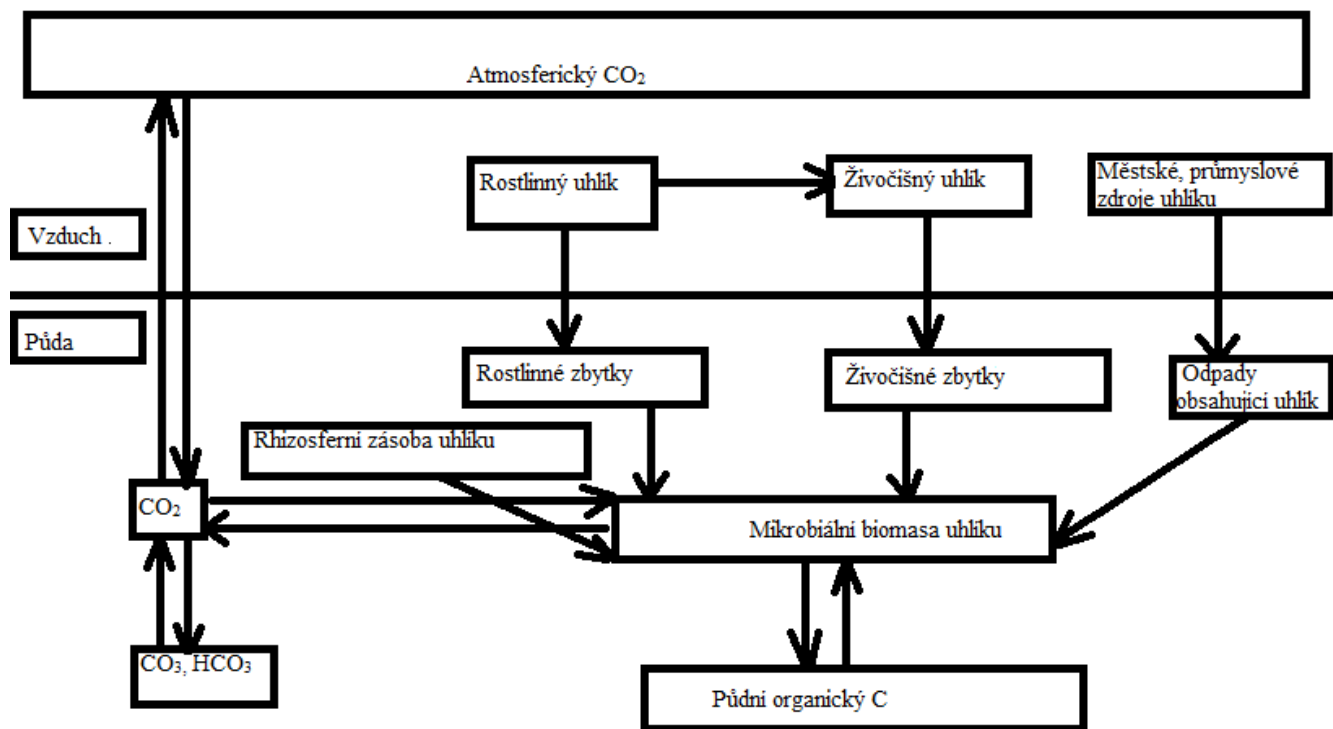 Atmosferický CO₂
Rostlinný uhlík
Živočišný uhlík
Městské, průmyslové
zdroje uhlíku
Vzduch .
Půda
Rostlinné zbytky
Živočišné zbytky
Odpady
obsahující uhlík
Rhizosferní zásoba uhlíku
CO₂
Mikrobiální biomasa uhlíku
CO₃, HCO₃
Půdní organický C